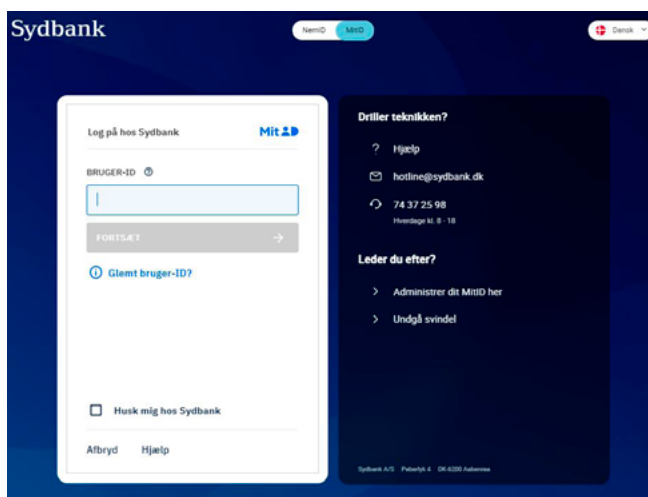 Sydbank
NemID MitID
Dansk
Log på hos Sydbank
Mit ID
BRUGER-ID
FORTSÆT
Glemt bruger-ID?
Husk mig hos Sydbank
Afbryd Hjælp
Driller teknikken?
? Hjælp
hotline@sydbank.dk
74 37 25 98
Hverdage kl. 8 - 18
Leder du efter?
Administrer dit MitID her
Undgå svindel
Sydbank A/S Peberlyk 4 DK-6200 Aabenraa